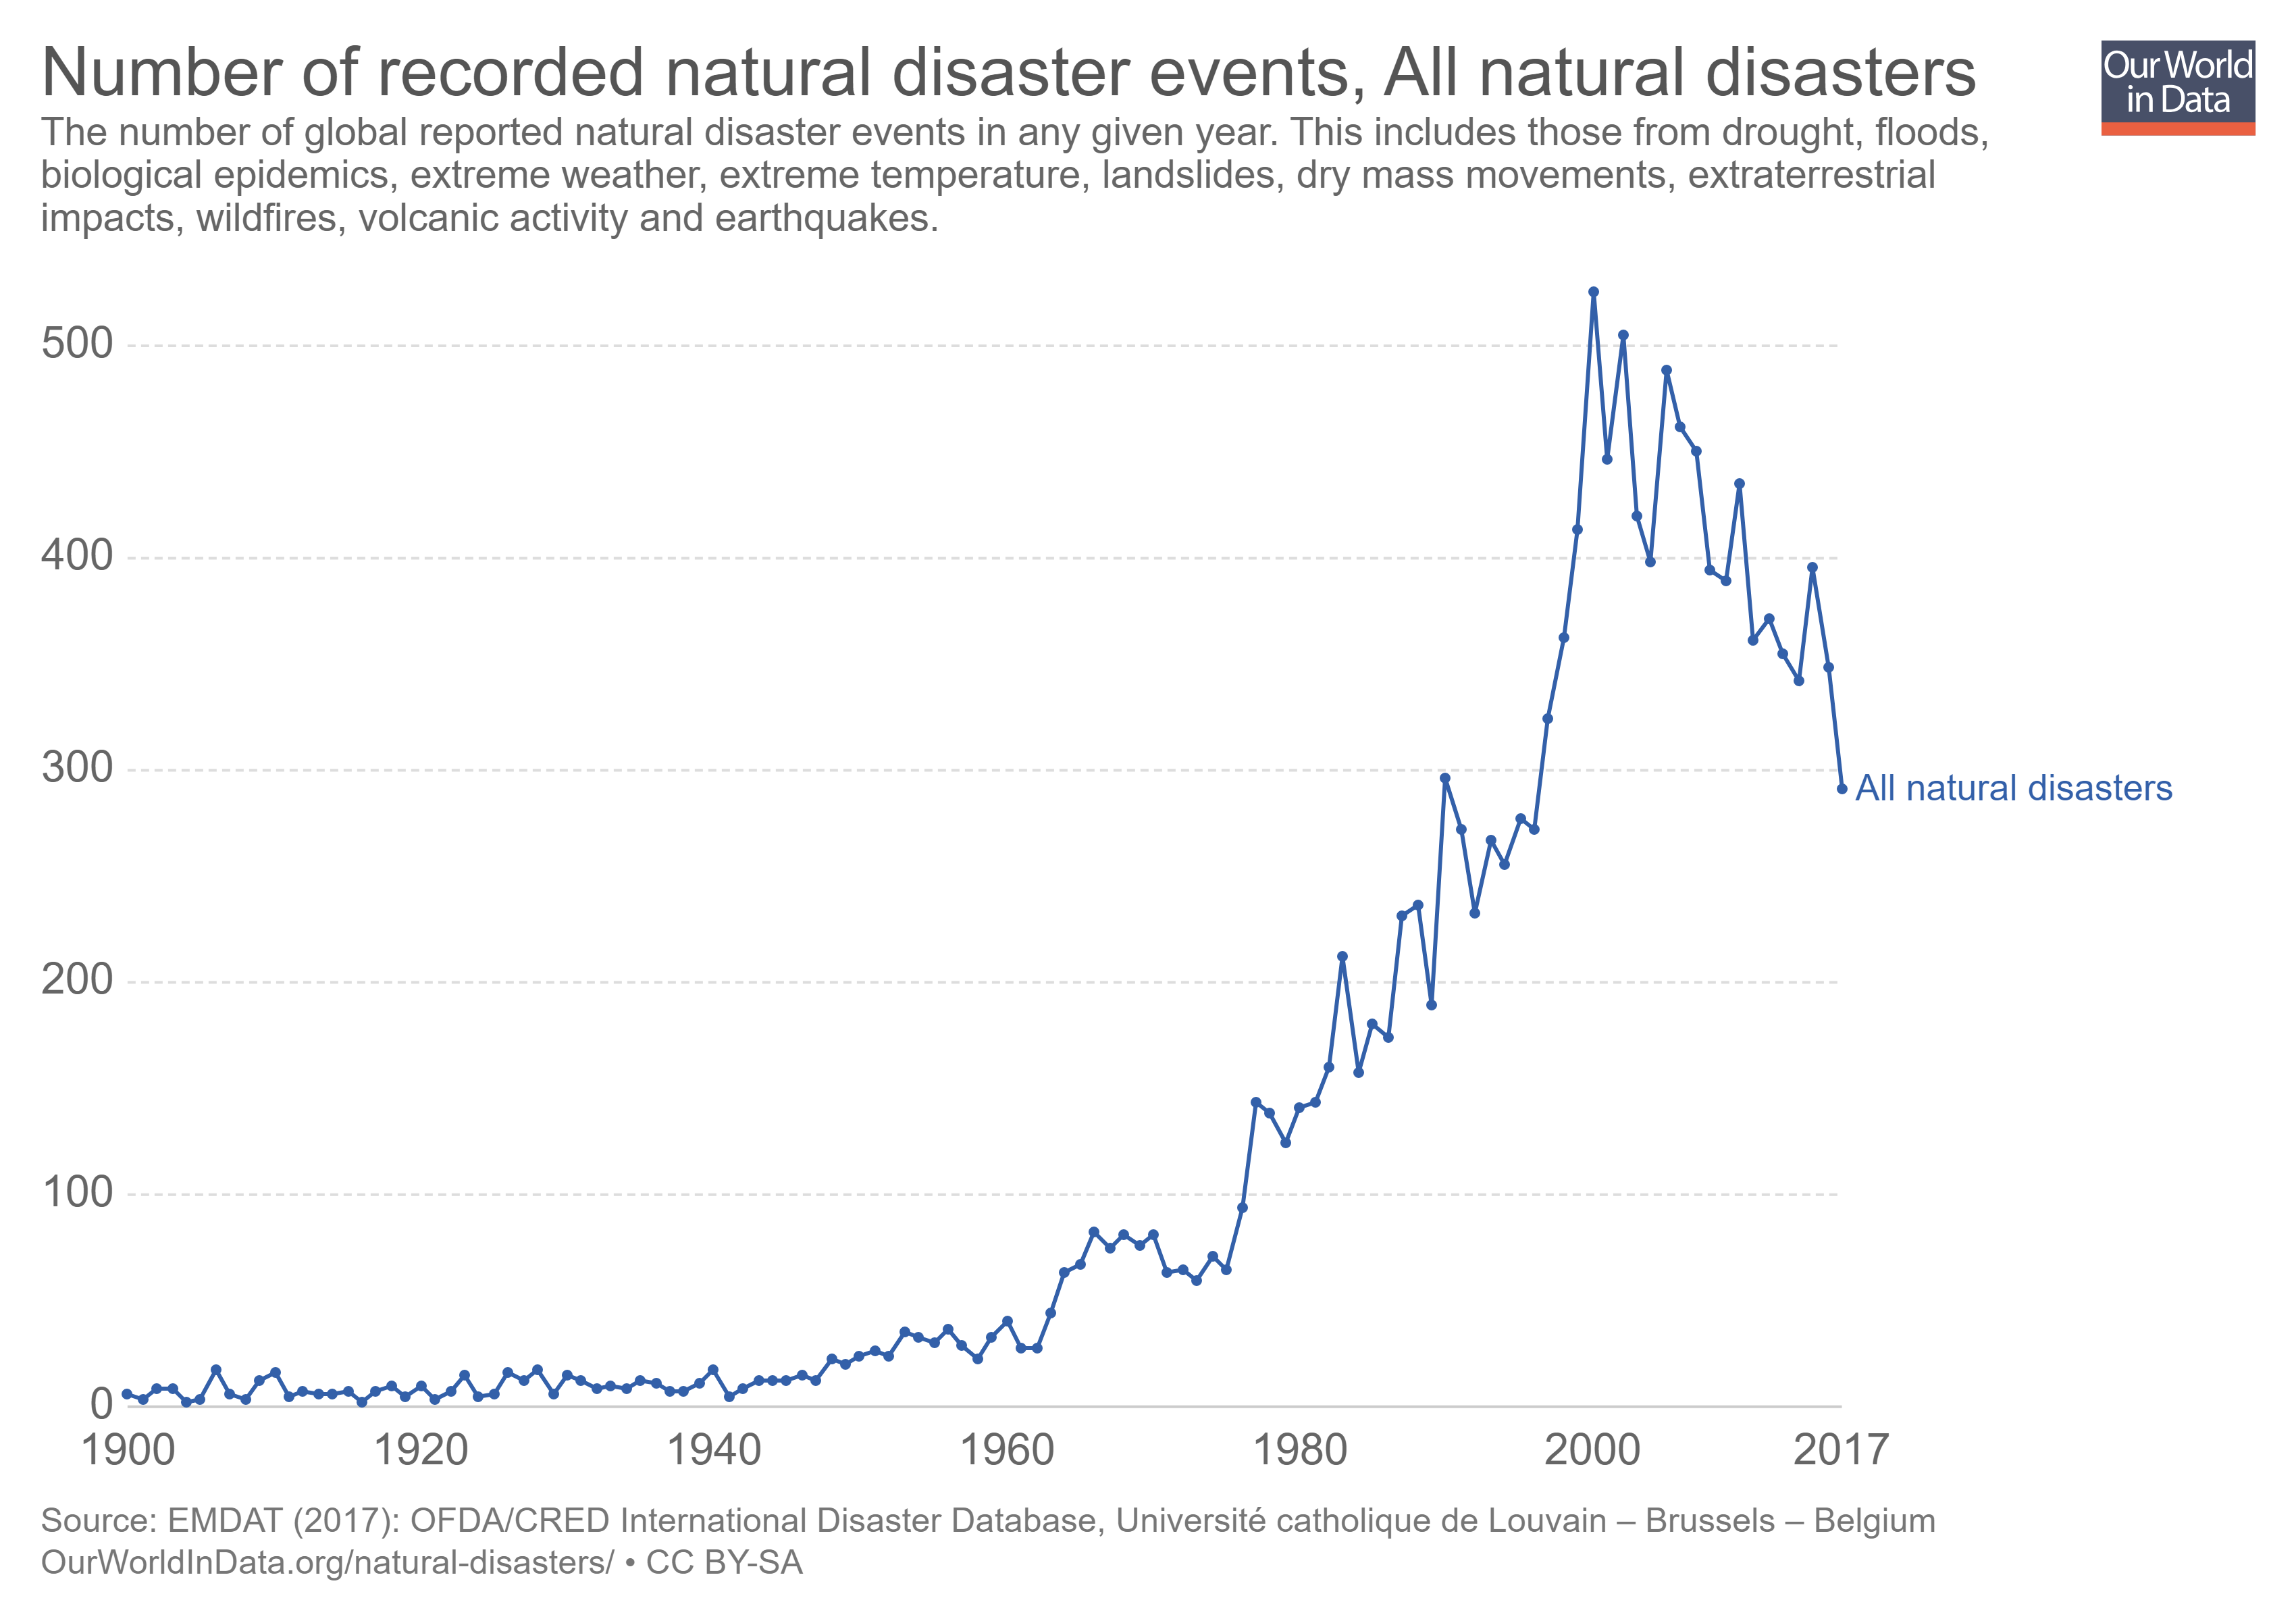 Number of recorded natural disaster events, All natural disasters
Our World
in Data
The number of global reported natural disaster events in any given year. This includes those from drought, floods,
biological epidemics, extreme weather, extreme temperature, landslides, dry mass movements, extraterrestrial
impacts, wildfires, volcanic activity and earthquakes.
500
400
300
All natural disasters
200
100
0
1900 1920 1940 1960 1980 2000 2017
Source: EMDAT (2017): OFDA/CRED International Disaster Database, Université catholique de Louvain – Brussels – Belgium
OurWorldInData.org/natural-disasters/ • CC BY-SA